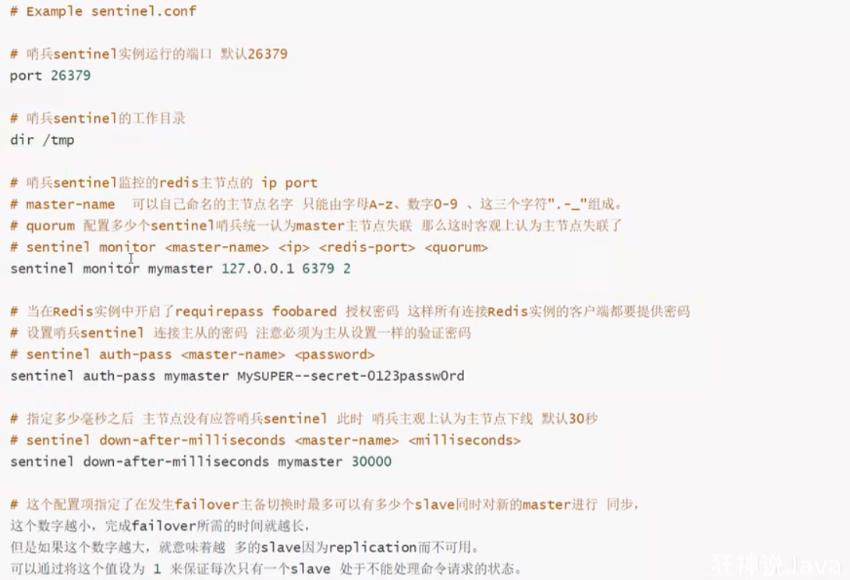 # Example sentinel.conf
# 哨兵sentinel实例运行的端口 默认26379
port 26379
# 哨兵sentinel的工作目录
dir /tmp
# 哨兵sentinel监控的redis主节点的 ip port
# master-name  可以自己命名的主节点名字 只能由字母A-z、数字0-9 、这三个字符".-_"组成。
# quorum 配置多少个sentinel哨兵统一认为master主节点失联 那么这时客观上认为主节点失联了
# sentinel monitor <master-name> <ip> <redis-port> <quorum>
sentinel monitor mymaster 127.0.0.1 6379 2
# 当在Redis实例中开启了requirepass foobared 授权密码 这样所有连接Redis实例的客户端都要提供密码
# 设置哨兵sentinel 连接主从的密码 注意必须为主从设置一样的验证密码
# sentinel auth-pass <master-name> <password>
sentinel auth-pass mymaster MySUPER--secret-0123passw0rd
# 指定多少毫秒之后 主节点没有应答哨兵sentinel 此时 哨兵主观上认为主节点下线 默认30秒
# sentinel down-after-milliseconds <master-name> <milliseconds>
sentinel down-after-milliseconds mymaster 30000
# 这个配置项指定了在发生failover主备切换时最多可以有多少个slave同时对新的master进行 同步，
这个数字越小，完成failover所需的时间就越长，
但是如果这个数字越大，就意味着越 多的slave因为replication而不可用。
可以通过将这个值设为 1 来保证每次只有一个slave 处于不能处理命令请求的状态。
狂神说Java